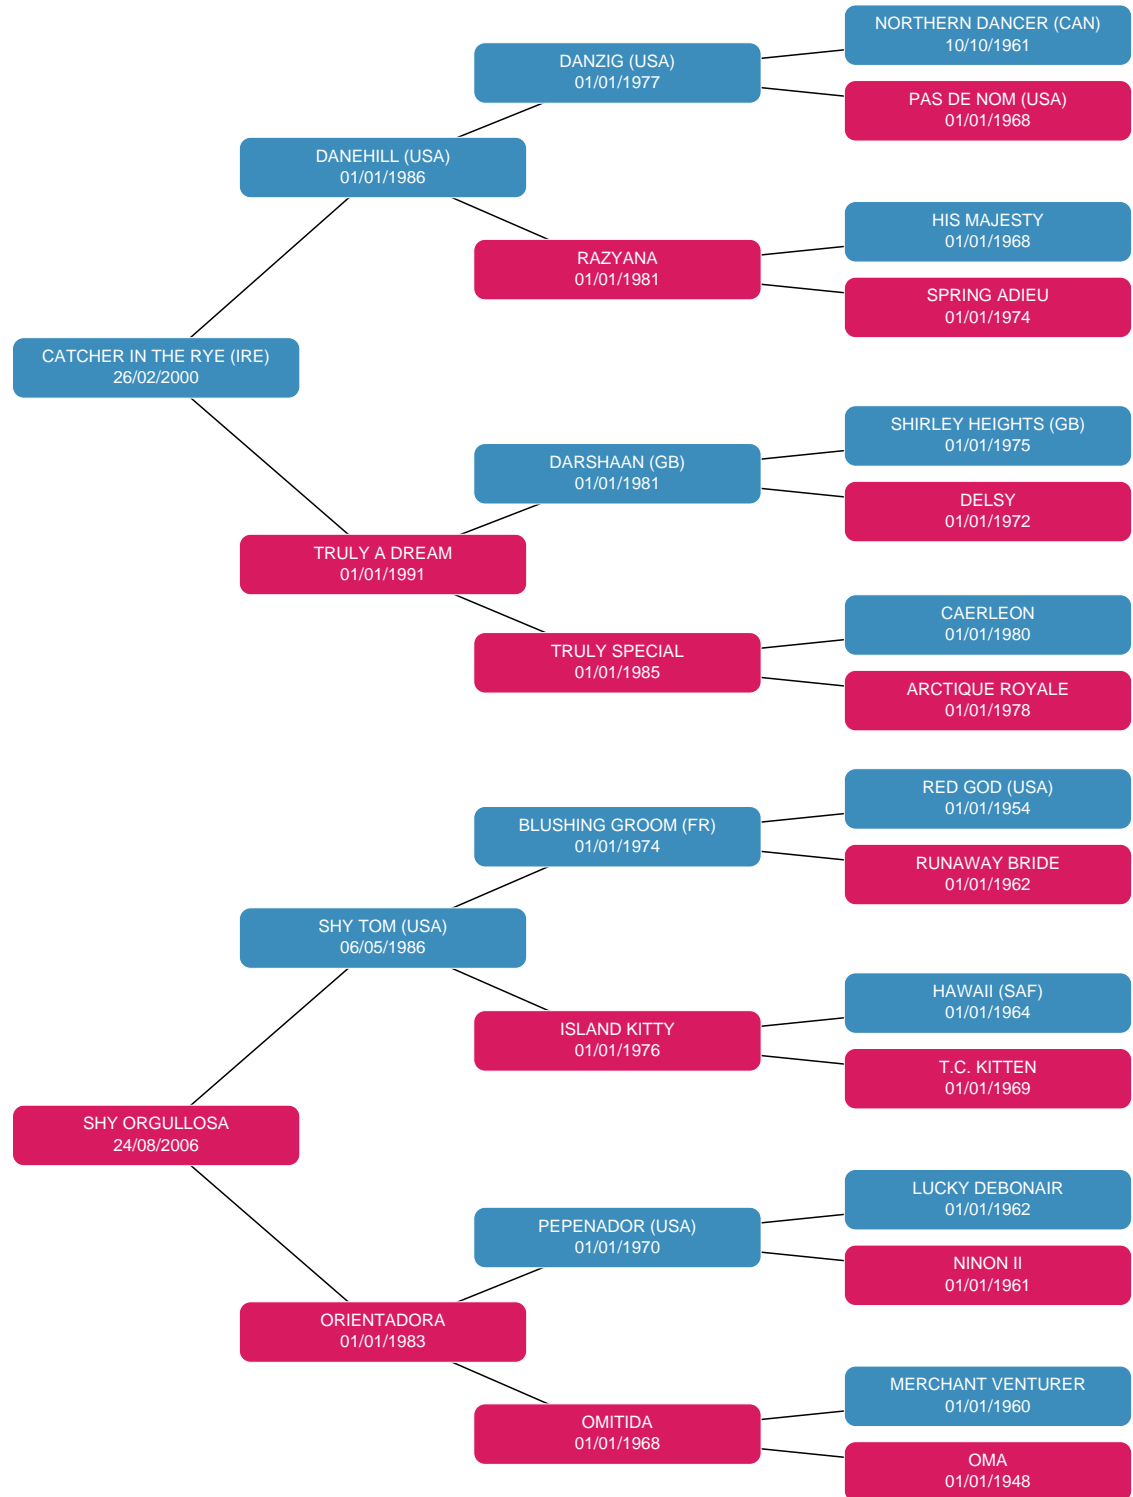 NORTHERN DANCER (CAN)
10/10/1961
DANZIG (USA)
01/01/1977
PAS DE NOM (USA)
01/01/1968
DANEHILL (USA)
01/01/1986
HIS MAJESTY
01/01/1968
RAZYANA
01/01/1981
SPRING ADIEU
01/01/1974
CATCHER IN THE RYE (IRE)
26/02/2000
SHIRLEY HEIGHTS (GB)
01/01/1975
DARSHAAN (GB)
01/01/1981
DELSY
01/01/1972
TRULY A DREAM
01/01/1991
CAERLEON
01/01/1980
TRULY SPECIAL
01/01/1985
ARCTIQUE ROYALE
01/01/1978
RED GOD (USA)
01/01/1954
BLUSHING GROOM (FR)
01/01/1974
RUNAWAY BRIDE
01/01/1962
SHY TOM (USA)
06/05/1986
HAWAII (SAF)
01/01/1964
ISLAND KITTY
01/01/1976
T.C. KITTEN
01/01/1969
SHY ORGULLOSA
24/08/2006
LUCKY DEBONAIR
01/01/1962
PEPENADOR (USA)
01/01/1970
NINON II
01/01/1961
ORIENTADORA
01/01/1983
MERCHANT VENTURER
01/01/1960
OMITIDA
01/01/1968
OMA
01/01/1948